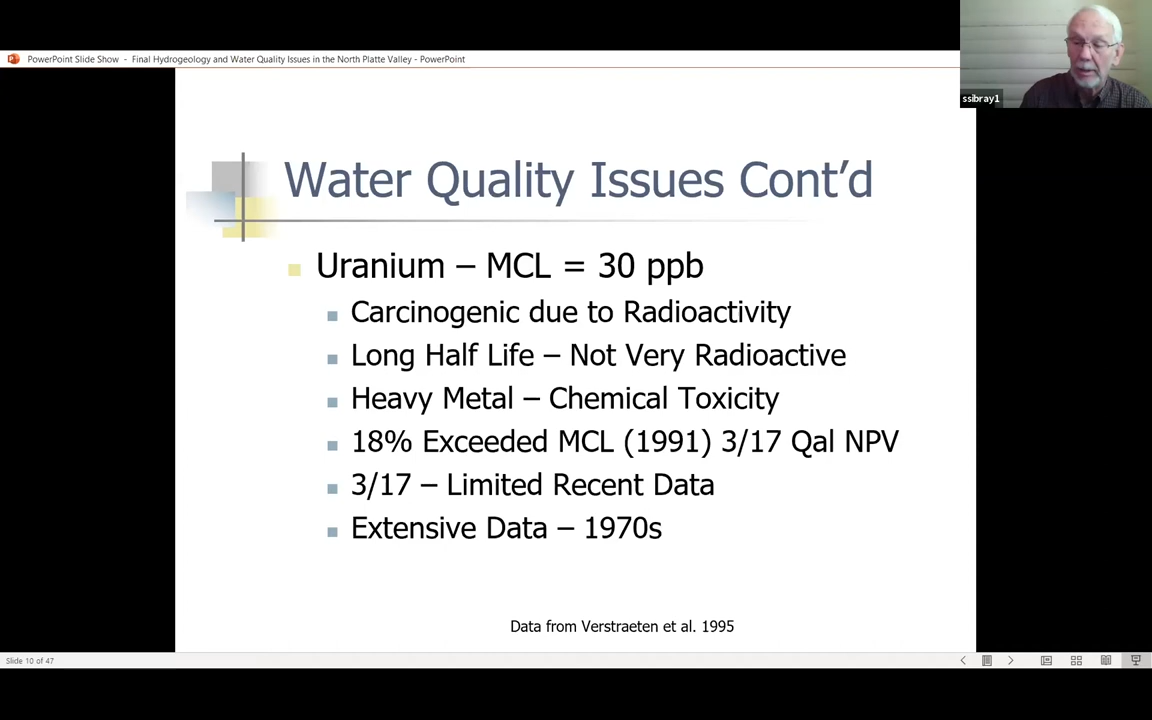 PowerPoint Slide Show - Final Hydrogeology and Water Quality Issues in the North Platte Valley - PowerPoint
ssibray1
Water Quality Issues Cont’d
Uranium – MCL = 30 ppb
Carcinogenic due to Radioactivity
Long Half Life – Not Very Radioactive
Heavy Metal – Chemical Toxicity
18% Exceeded MCL (1991) 3/17 Qal NPV
3/17 – Limited Recent Data
Extensive Data – 1970s
Data from Verstraeten et al. 1995
Slide 10 of 47